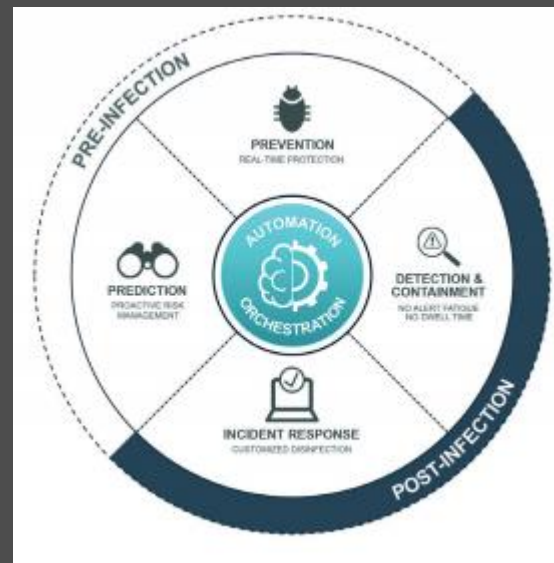 PRE-INFECTION
PREVENTION
REAL-TIME PROTECTION
AUTOMATION
ORCHESTRATION
PREDICTION
PROACTIVE RISK
MANAGEMENT
DETECTION &
CONTAINMENT
NO ALERT FATIGUE
NO DWELL TIME
INCIDENT RESPONSE
CUSTOMIZED DISINFECTION
POST-INFECTION